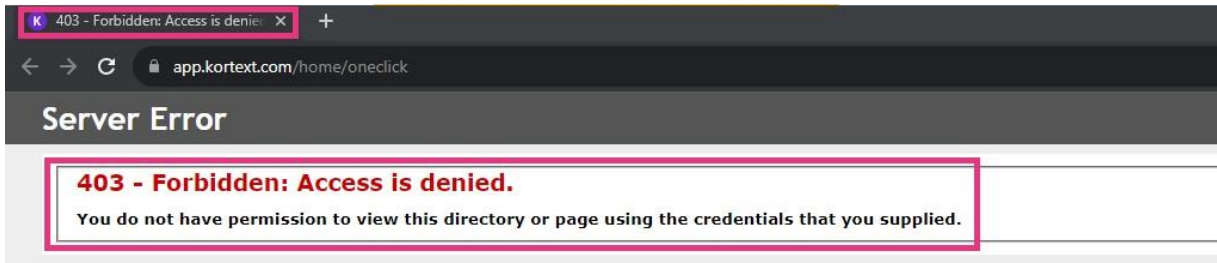 K 403 - Forbidden: Access is denied
app.kortext.com/home/oneclick
Server Error
403 - Forbidden: Access is denied.
You do not have permission to view this directory or page using the credentials that you supplied.